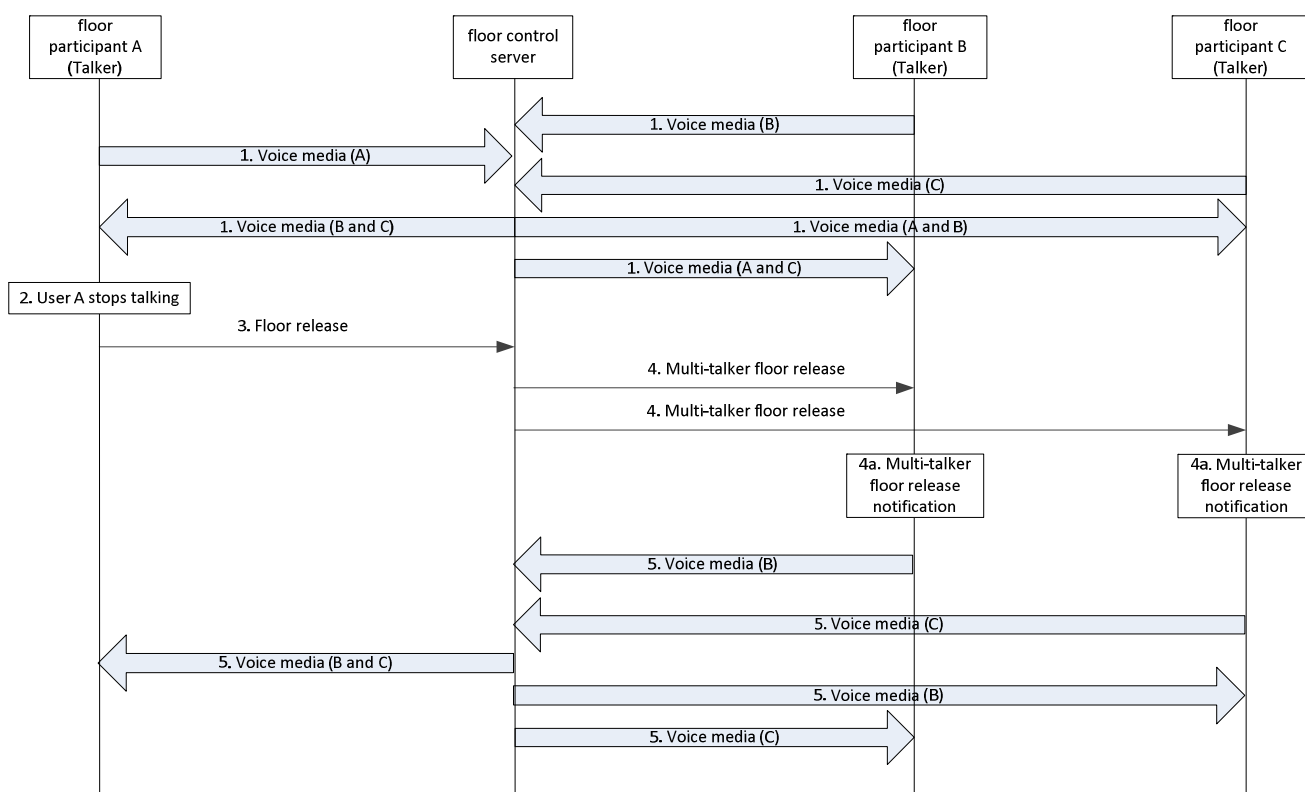 floor
participant A
(Talker)
floor control
server
floor
participant B
(Talker)
floor
participant C
(Talker)
1. Voice media (B)
1. Voice media (A)
1. Voice media (C)
1. Voice media (B and C)
1. Voice media (A and B)
1. Voice media (A and C)
2. User A stops talking
3. Floor release
4. Multi-talker floor release
4. Multi-talker floor release
4a. Multi-talker
floor release
notification
4a. Multi-talker
floor release
notification
5. Voice media (B)
5. Voice media (C)
5. Voice media (B and C)
5. Voice media (B)
5. Voice media (C)